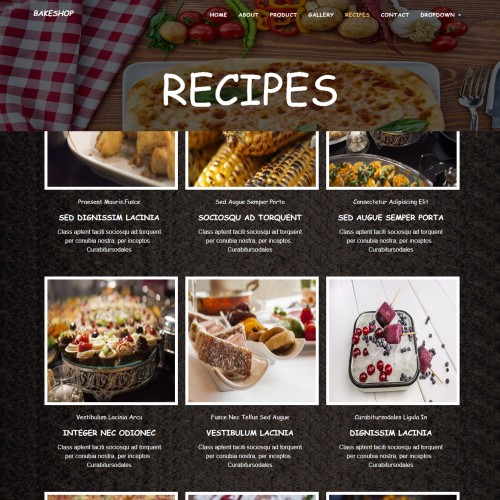 BAKESHOP
HOME ABOUT PRODUCT GALLERY RECIPES CONTACT DROPDOWN
RECIPES
Praesent Mauris Fusce
SED DIGNISSIM LACINIA
Class aptent taciti sociosqu ad torquent
per conubia nostra, per inceptos
Curabitursodales
Sed Augue Semper Porta
SOCIOSQU AD TORQUENT
Class aptent taciti sociosqu ad torquent
per conubia nostra, per inceptos
Curabitursodales
Consectetur Adipiscing Elit
SED AUGUE SEMPER PORTA
Class aptent taciti sociosqu ad torquent
per conubia nostra, per inceptos
Curabitursodales
Vestibulum Lacinia Arcu
INTEGER NEC ODIONEC
Class aptent taciti sociosqu ad torquent
per conubia nostra, per inceptos
Curabitursodales
Fusce Nec Tellus Sed Augue
VESTIBULUM LACINIA
Class aptent taciti sociosqu ad torquent
per conubia nostra, per inceptos
Curabitursodales
Curabitursodales Ligula In
DIGNISSIM LACINIA
Class aptent taciti sociosqu ad torquent
per conubia nostra, per inceptos
Curabitursodales